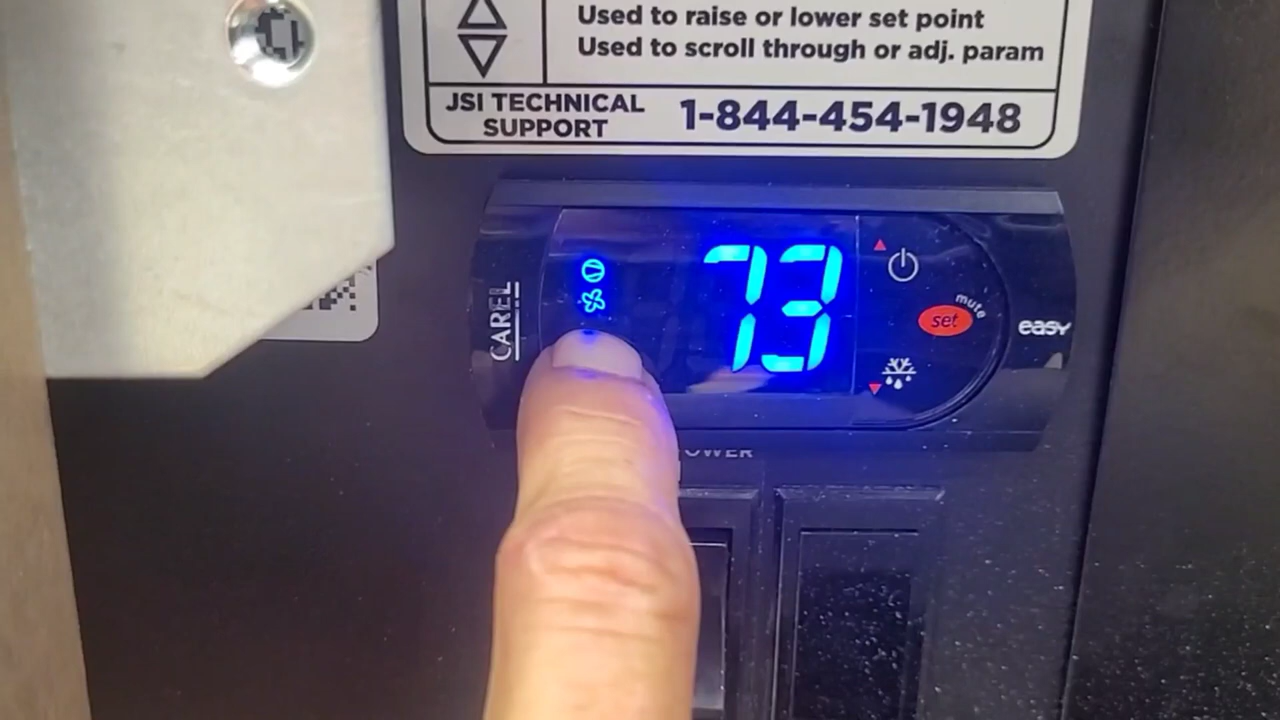 Used to raise or lower set point
Used to scroll through or adj. param
JSI TECHNICAL
SUPPORT
1-844-454-1948
CAREL
73
mute
set
easy